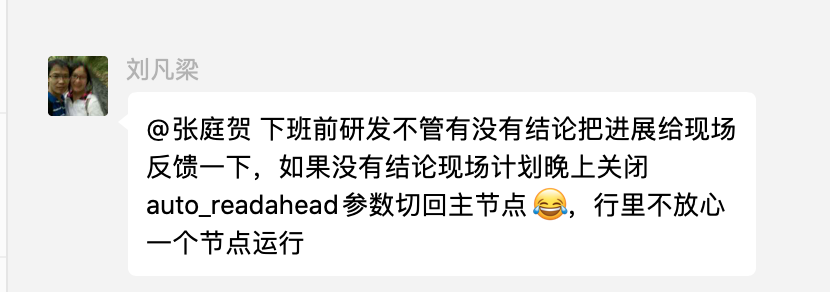 刘凡梁
@张庭贺 下班前研发不管有没有结论把进展给现场
反馈一下，如果没有结论现场计划晚上关闭
auto_readahead参数切回主节点😂，行里不放心
一个节点运行